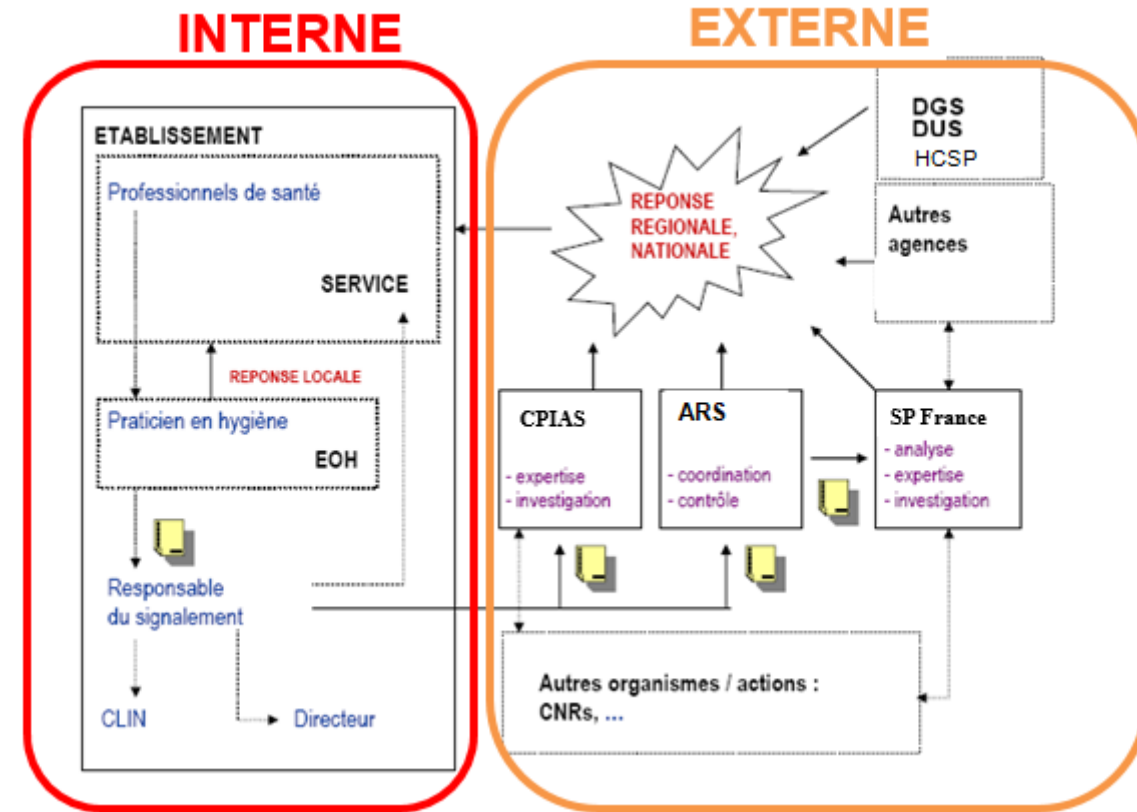 INTERNE
EXTERNE
ETABLISSEMENT
Professionnels de santé
SERVICE
REPONSE LOCALE
Praticien en hygiène
EOH
Responsable
du signalement
CLIN
Directeur
DGS
DUS
HCSP
REPONSE
REGIONALE,
NATIONALE
Autres
agences
CPIAS
- expertise
- investigation
ARS
- coordination
- contrôle
SP France
- analyse
- expertise
- investigation
Autres organismes / actions :
CNRs, ...